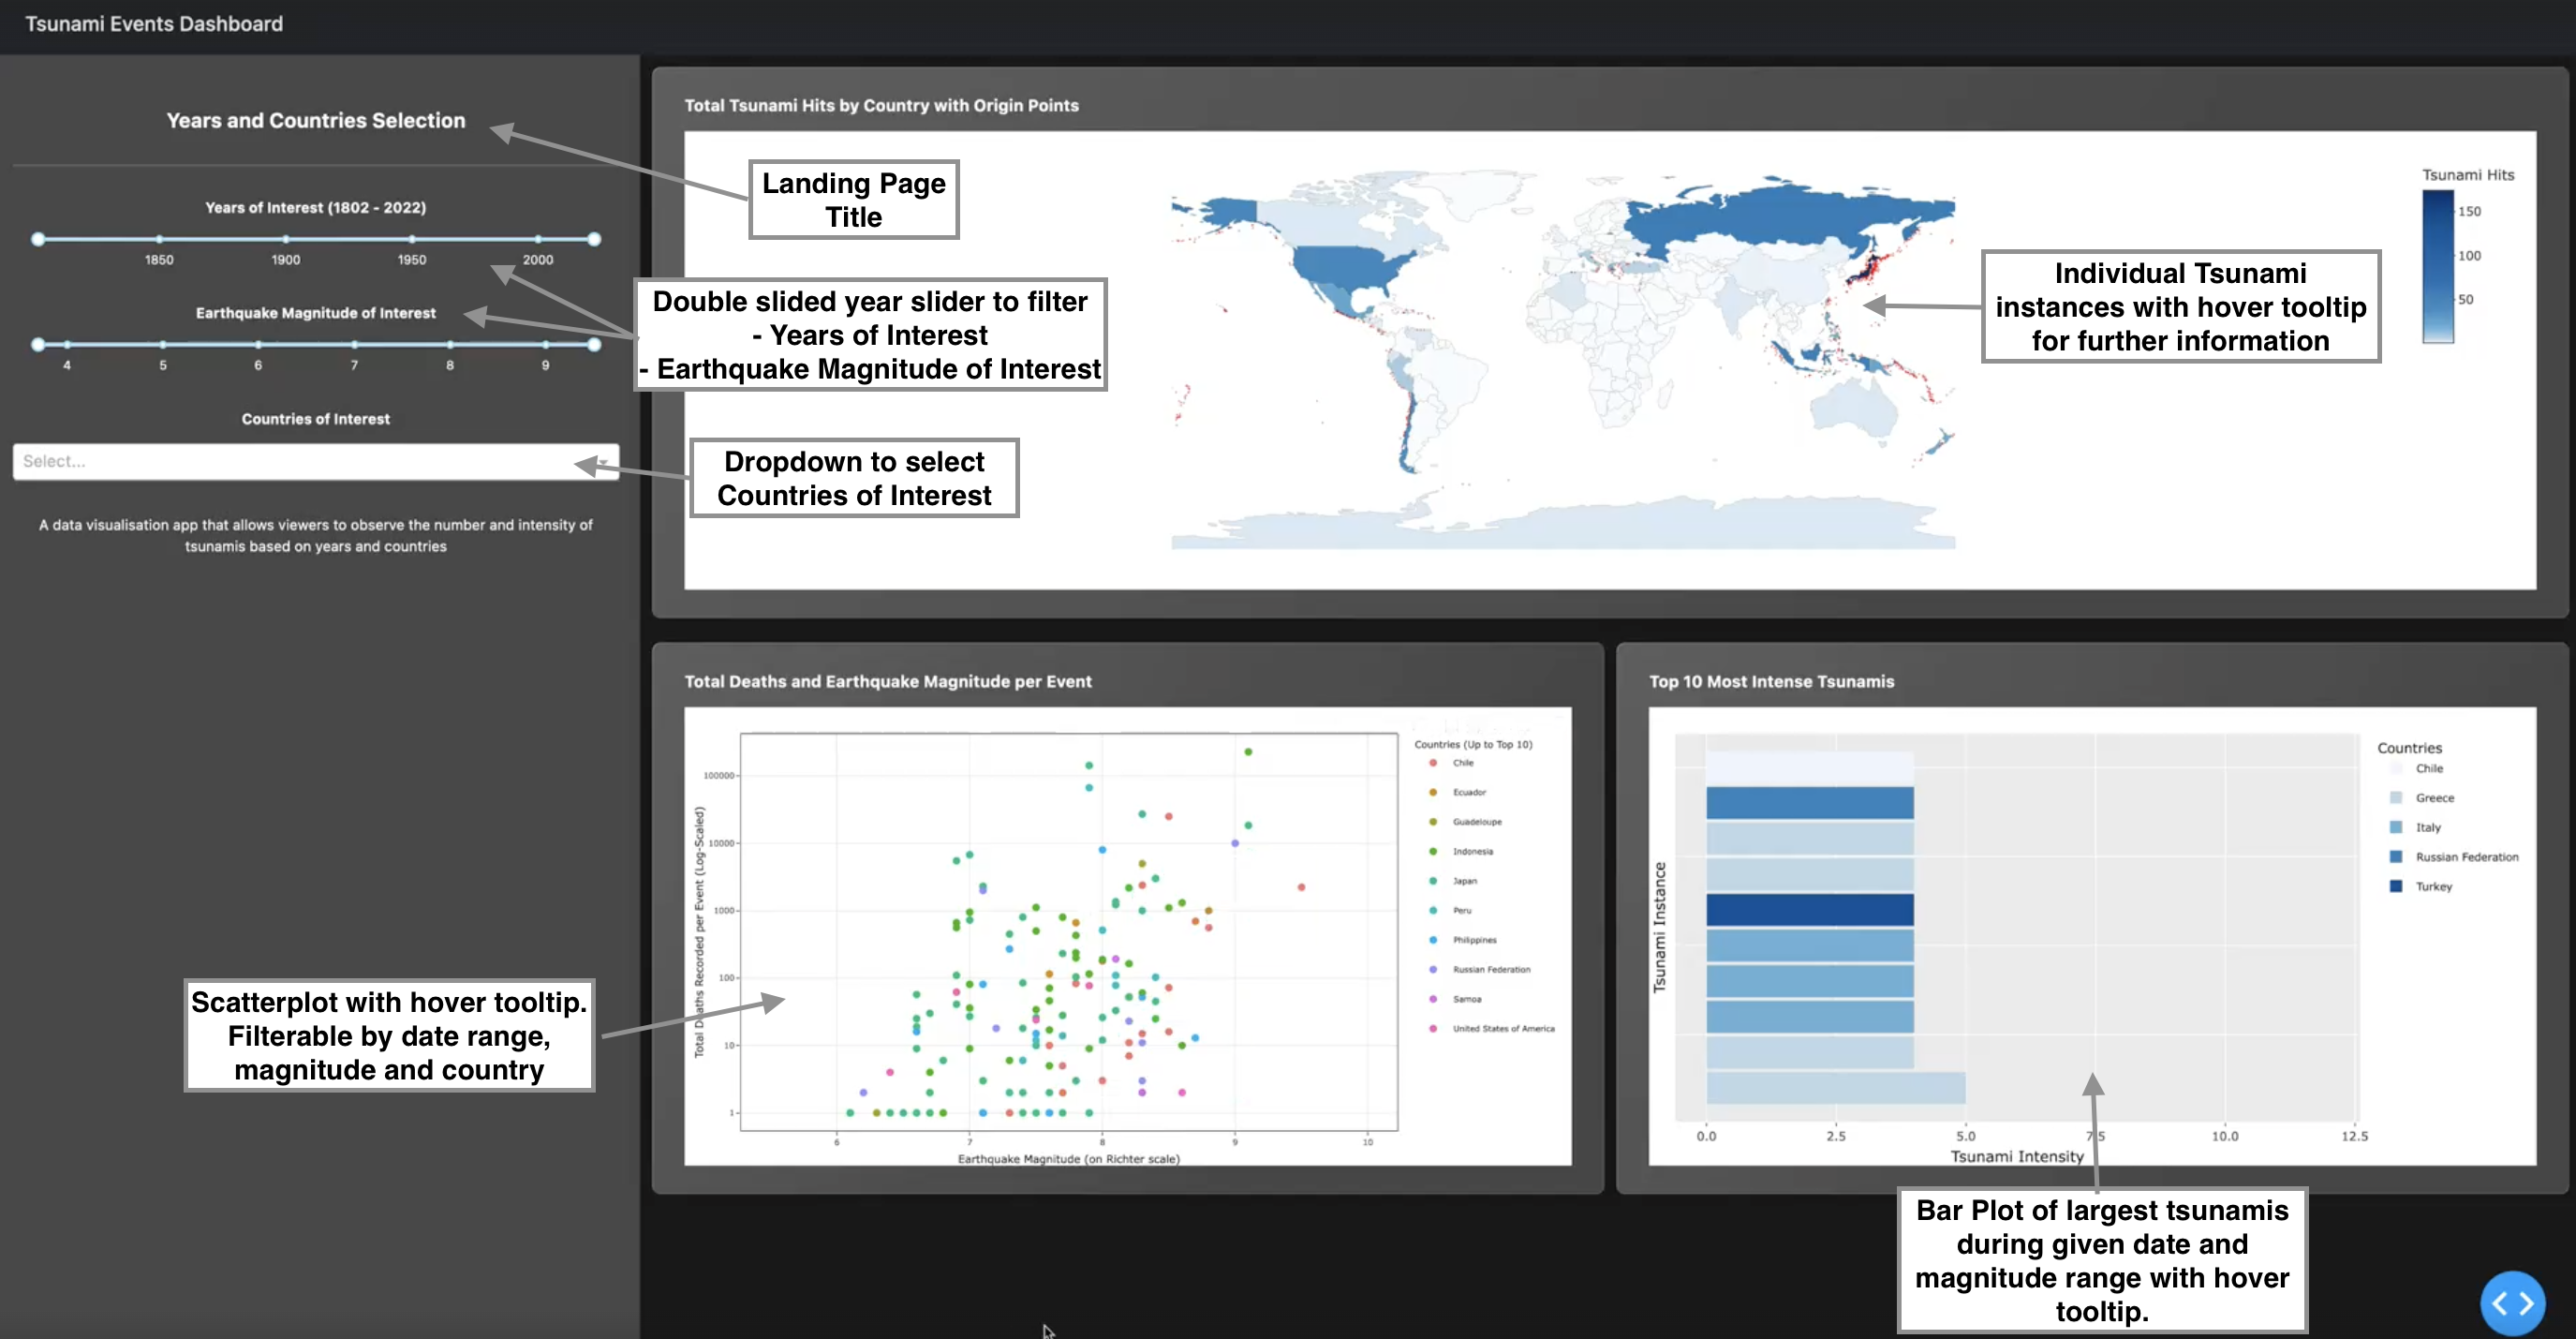 Tsunami Events Dashboard
Years and Countries Selection
Years of Interest (1802 - 2022)
1850 1900 1950 2000
Earthquake Magnitude of Interest
4 5 6 7 8 9
Countries of Interest
Select...
A data visualisation app that allows viewers to observe the number and intensity of
tsunamis based on years and countries
Landing Page
Title
Double slided year slider to filter
- Years of Interest
- Earthquake Magnitude of Interest
Dropdown to select
Countries of Interest
Total Tsunami Hits by Country with Origin Points
Tsunami Hits
150
100
50
Individual Tsunami
instances with hover tooltip
for further information
Total Deaths and Earthquake Magnitude per Event
Total Deaths Recorded per Event (Log-Scaled)
100000
10000
1000
100
10
1
6 7 8 9 10
Earthquake Magnitude (on Richter scale)
Countries (Up to Top 10)
Chile
Ecuador
Guadeloupe
Indonesia
Japan
Peru
Philippines
Russian Federation
Samoa
United States of America
Scatterplot with hover tooltip.
Filterable by date range,
magnitude and country
Top 10 Most Intense Tsunamis
Tsunami Instance
0.0 2.5 5.0 7.5 10.0 12.5
Tsunami Intensity
Countries
Chile
Greece
Italy
Russian Federation
Turkey
Bar Plot of largest tsunamis
during given date and
magnitude range with hover
tooltip.